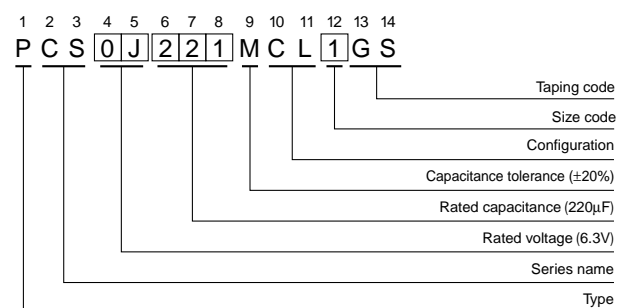 1 2 3 4 5 6 7 8 9 10 11 12 13 14
P C S 0 J 2 2 1 M C L 1 G S
Taping code
Size code
Configuration
Capacitance tolerance (±20%)
Rated capacitance (220μF)
Rated voltage (6.3V)
Series name
Type